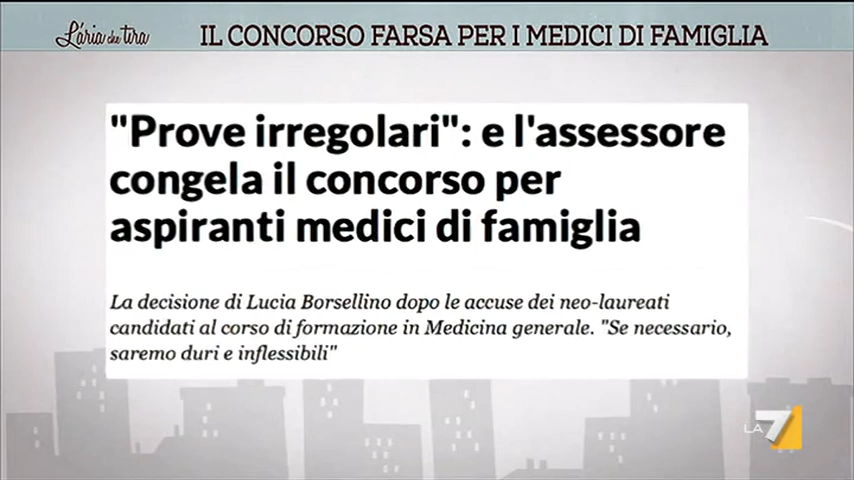 L'aria che tira
IL CONCORSO FARSA PER I MEDICI DI FAMIGLIA
"Prove irregolari": e l'assessore
congela il concorso per
aspiranti medici di famiglia
La decisione di Lucia Borsellino dopo le accuse dei neo-laureati
candidati al corso di formazione in Medicina generale. "Se necessario,
saremo duri e inflessibili"
LA 7